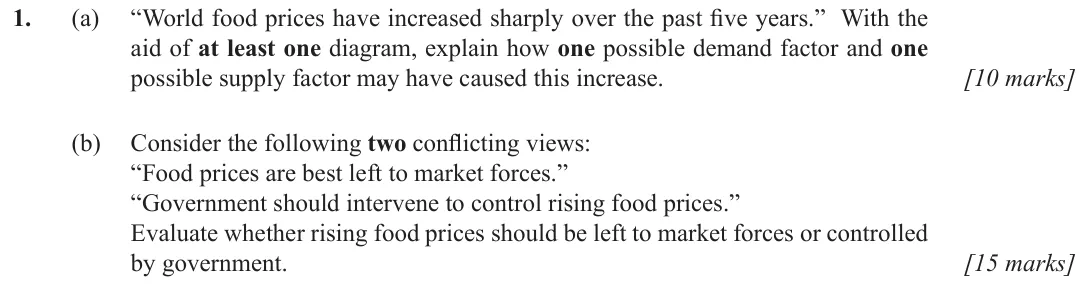 1. (a) “World food prices have increased sharply over the past five years.” With the
aid of at least one diagram, explain how one possible demand factor and one
possible supply factor may have caused this increase. [10 marks]
(b) Consider the following two conflicting views:
“Food prices are best left to market forces.”
“Government should intervene to control rising food prices.”
Evaluate whether rising food prices should be left to market forces or controlled
by government. [15 marks]